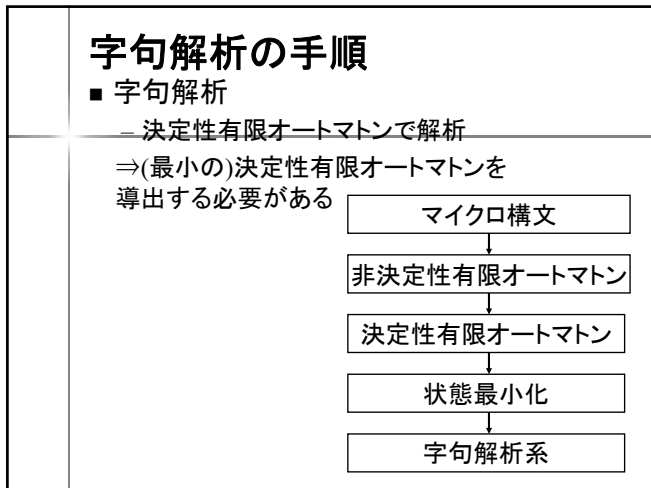 字句解析の手順
■ 字句解析
– 決定性有限オートマトンで解析
⇒(最小の)決定性有限オートマトンを
導出する必要がある
マイクロ構文
非決定性有限オートマトン
決定性有限オートマトン
状態最小化
字句解析系